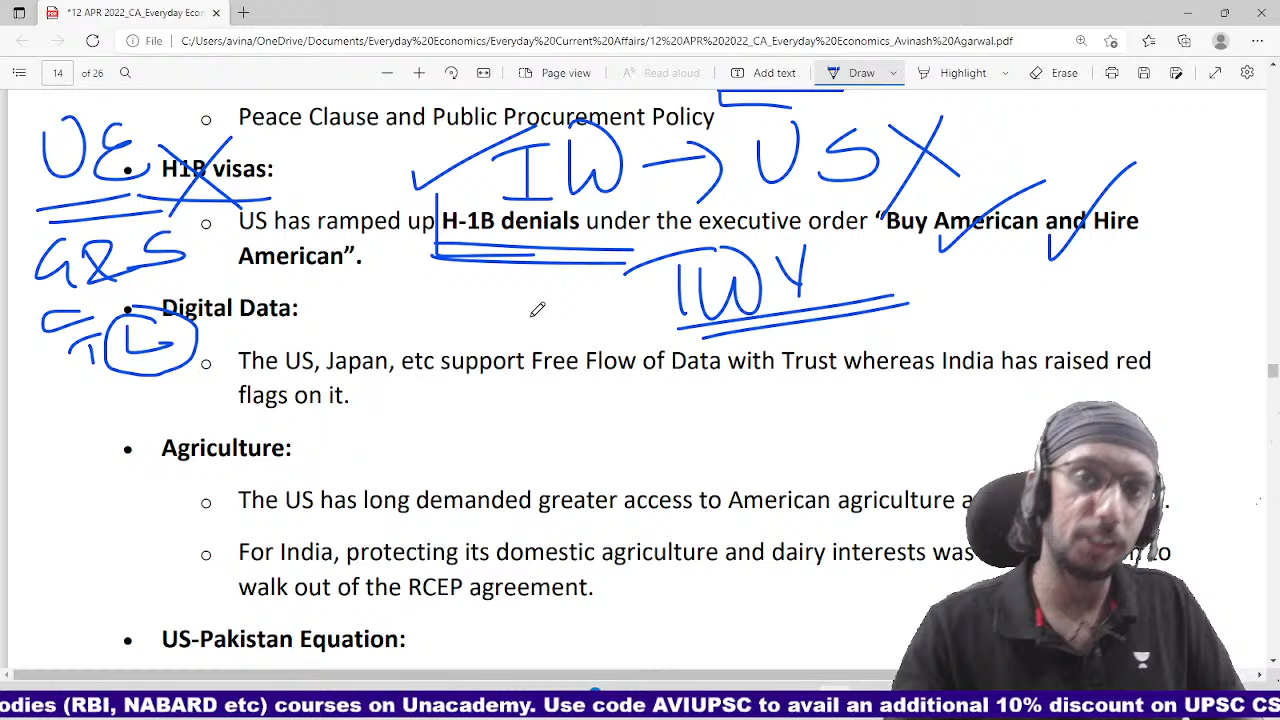 *12 APR 2022_CA_Everyday Econ
File C:/Users/avina/OneDrive/Documents/Everyday%20Economics/Everyday%20Current%20Affairs/12%20APR%202022_CA_Everyday%20Economics_Avinash%20Agarwal.pdf
14 of 26 Page view Read aloud Add text Draw Highlight Erase
Peace Clause and Public Procurement Policy
UE
IW → US
H1B visas:
US has ramped up H-1B denials under the executive order “Buy American and Hire
American”.
G&S
IW
Digital Data:
L
The US, Japan, etc support Free Flow of Data with Trust whereas India has raised red
flags on it.
Agriculture:
The US has long demanded greater access to American agriculture
For India, protecting its domestic agriculture and dairy interests was to
walk out of the RCEP agreement.
US-Pakistan Equation:
odies (RBI, NABARD etc) courses on Unacademy. Use code AVIUPSC to avail an additional 10% discount on UPSC CS